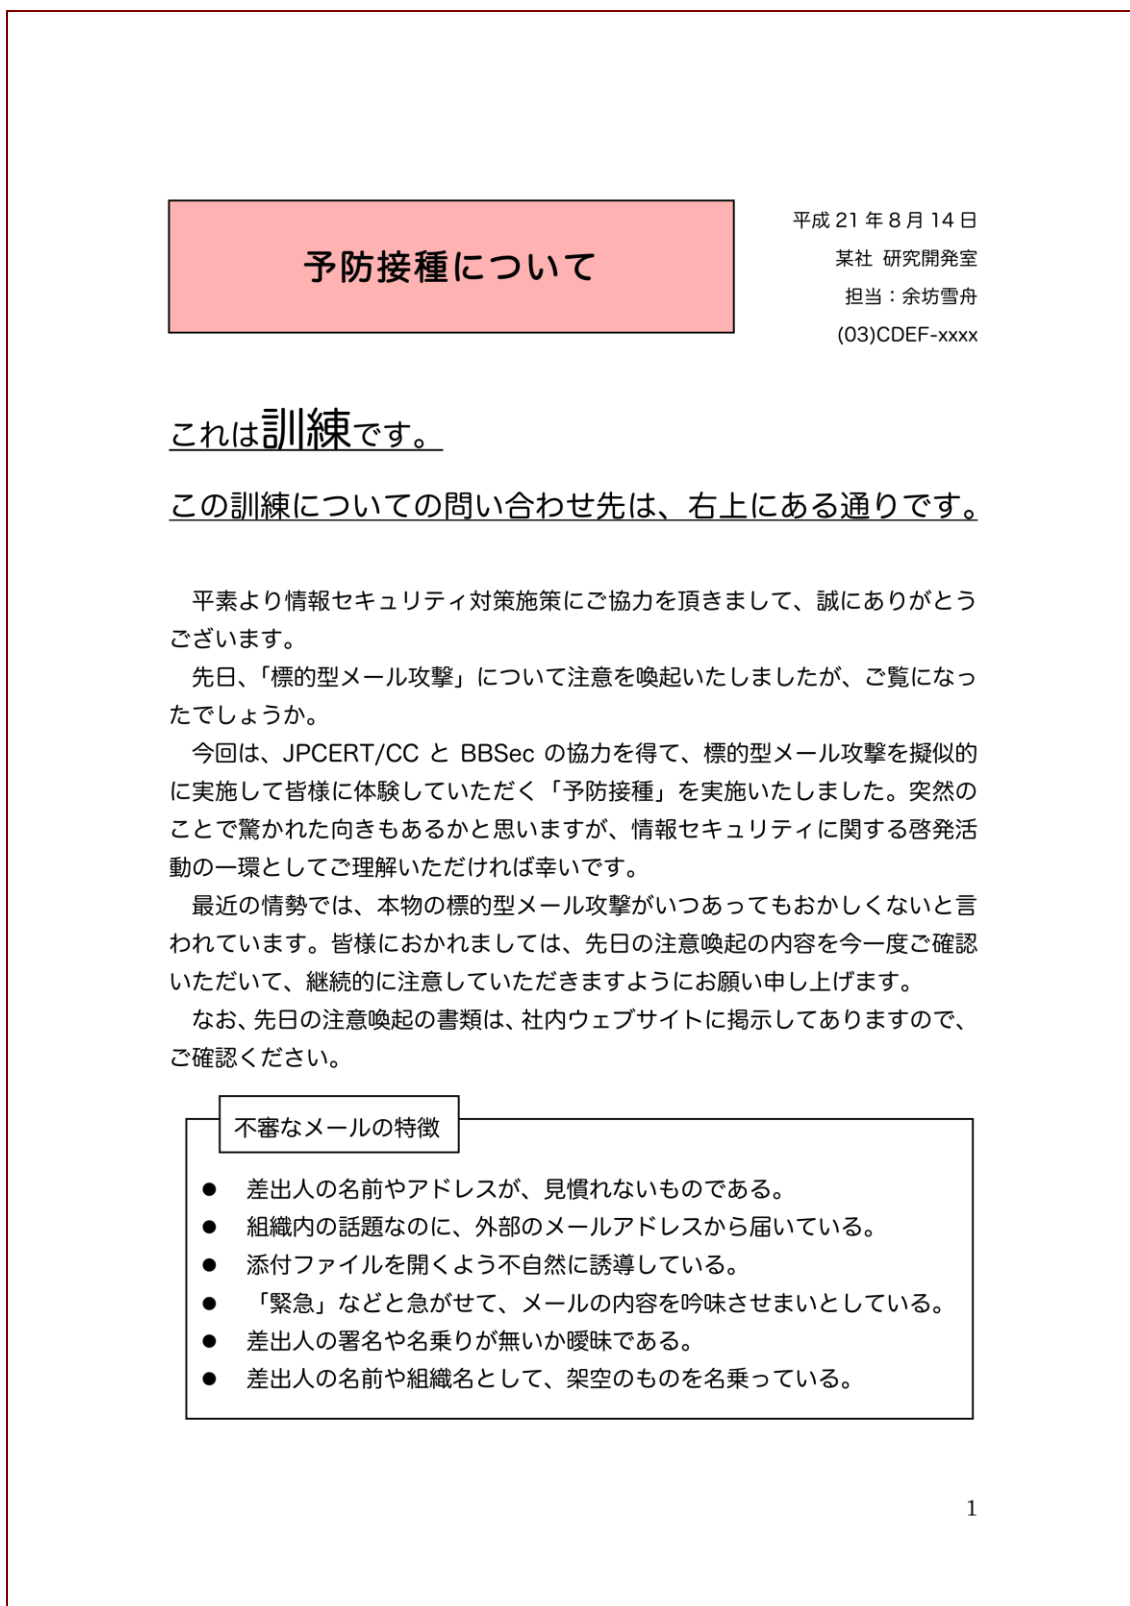 予防接種について
平成 21 年 8 月 14 日
某社 研究開発室
担当：余坊雪舟
(03)CDEF-xxxx
これは訓練です。
この訓練についての問い合わせ先は、右上にある通りです。
平素より情報セキュリティ対策施策にご協力を頂きまして、誠にありがとう
ございます。
先日、「標的型メール攻撃」について注意を喚起いたしましたが、ご覧になっ
たでしょうか。
今回は、JPCERT/CC と BBSec の協力を得て、標的型メール攻撃を擬似的
に実施して皆様に体験していただく「予防接種」を実施いたしました。突然の
ことで驚かれた向きもあるかと思いますが、情報セキュリティに関する啓発活
動の一環としてご理解いただければ幸いです。
最近の情勢では、本物の標的型メール攻撃がいつあってもおかしくないと言
われています。皆様におかれましては、先日の注意喚起の内容を今一度ご確認
いただいて、継続的に注意していただきますようにお願い申し上げます。
なお、先日の注意喚起の書類は、社内ウェブサイトに掲示してありますので、
ご確認ください。
不審なメールの特徴
● 差出人の名前やアドレスが、見慣れないものである。
● 組織内の話題なのに、外部のメールアドレスから届いている。
● 添付ファイルを開くよう不自然に誘導している。
● 「緊急」などと急がせて、メールの内容を吟味させまいとしている。
● 差出人の署名や名乗りが無いか曖昧である。
● 差出人の名前や組織名として、架空のものを名乗っている。
1